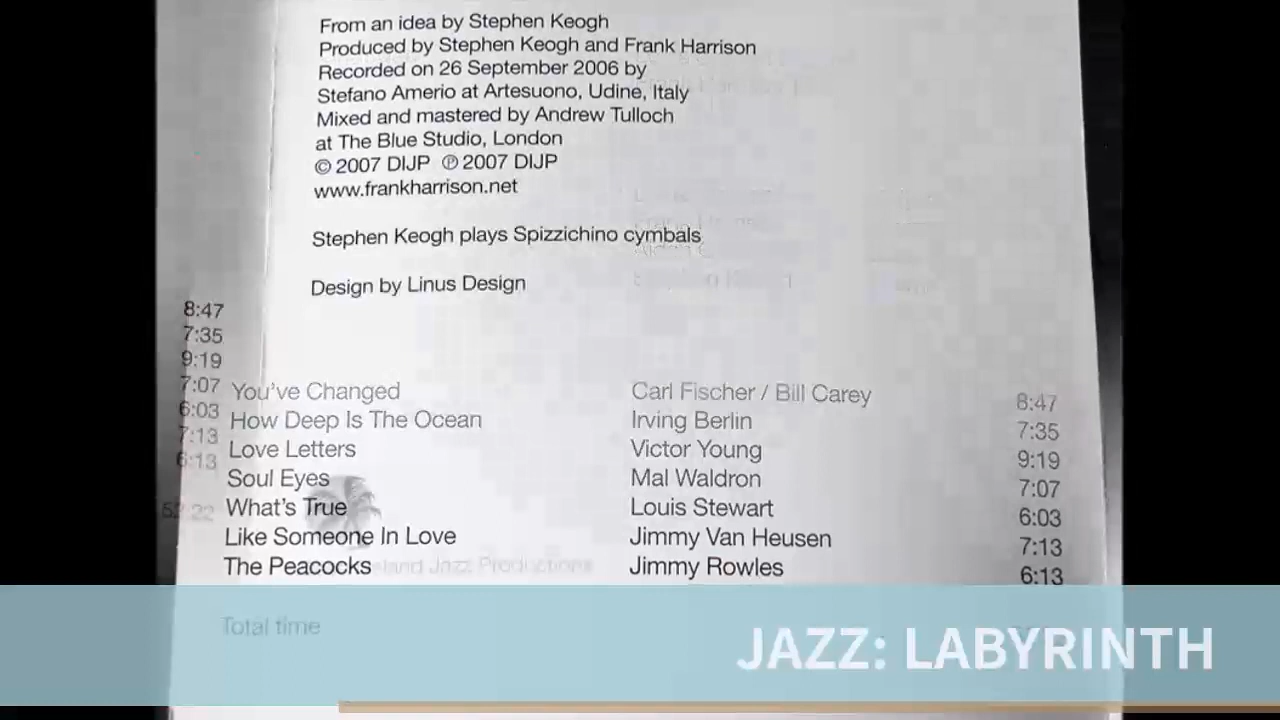 From an idea by Stephen Keogh
Produced by Stephen Keogh and Frank Harrison
Recorded on 26 September 2006 by
Stefano Amerio at Artesuono, Udine, Italy
Mixed and mastered by Andrew Tulloch
at The Blue Studio, London
© 2007 DIJP ℗ 2007 DIJP
www.frankharrison.net
Stephen Keogh plays Spizzichino cymbals
Design by Linus Design
8:47
7:35
9:19
7:07
6:03
7:13
6:13
You've Changed Carl Fischer / Bill Carey 8:47
How Deep Is The Ocean Irving Berlin 7:35
Love Letters Victor Young 9:19
Soul Eyes Mal Waldron 7:07
What's True Louis Stewart 6:03
Like Someone In Love Jimmy Van Heusen 7:13
The Peacocks Jimmy Rowles 6:13
Jazz Productions
Total time
JAZZ: LABYRINTH